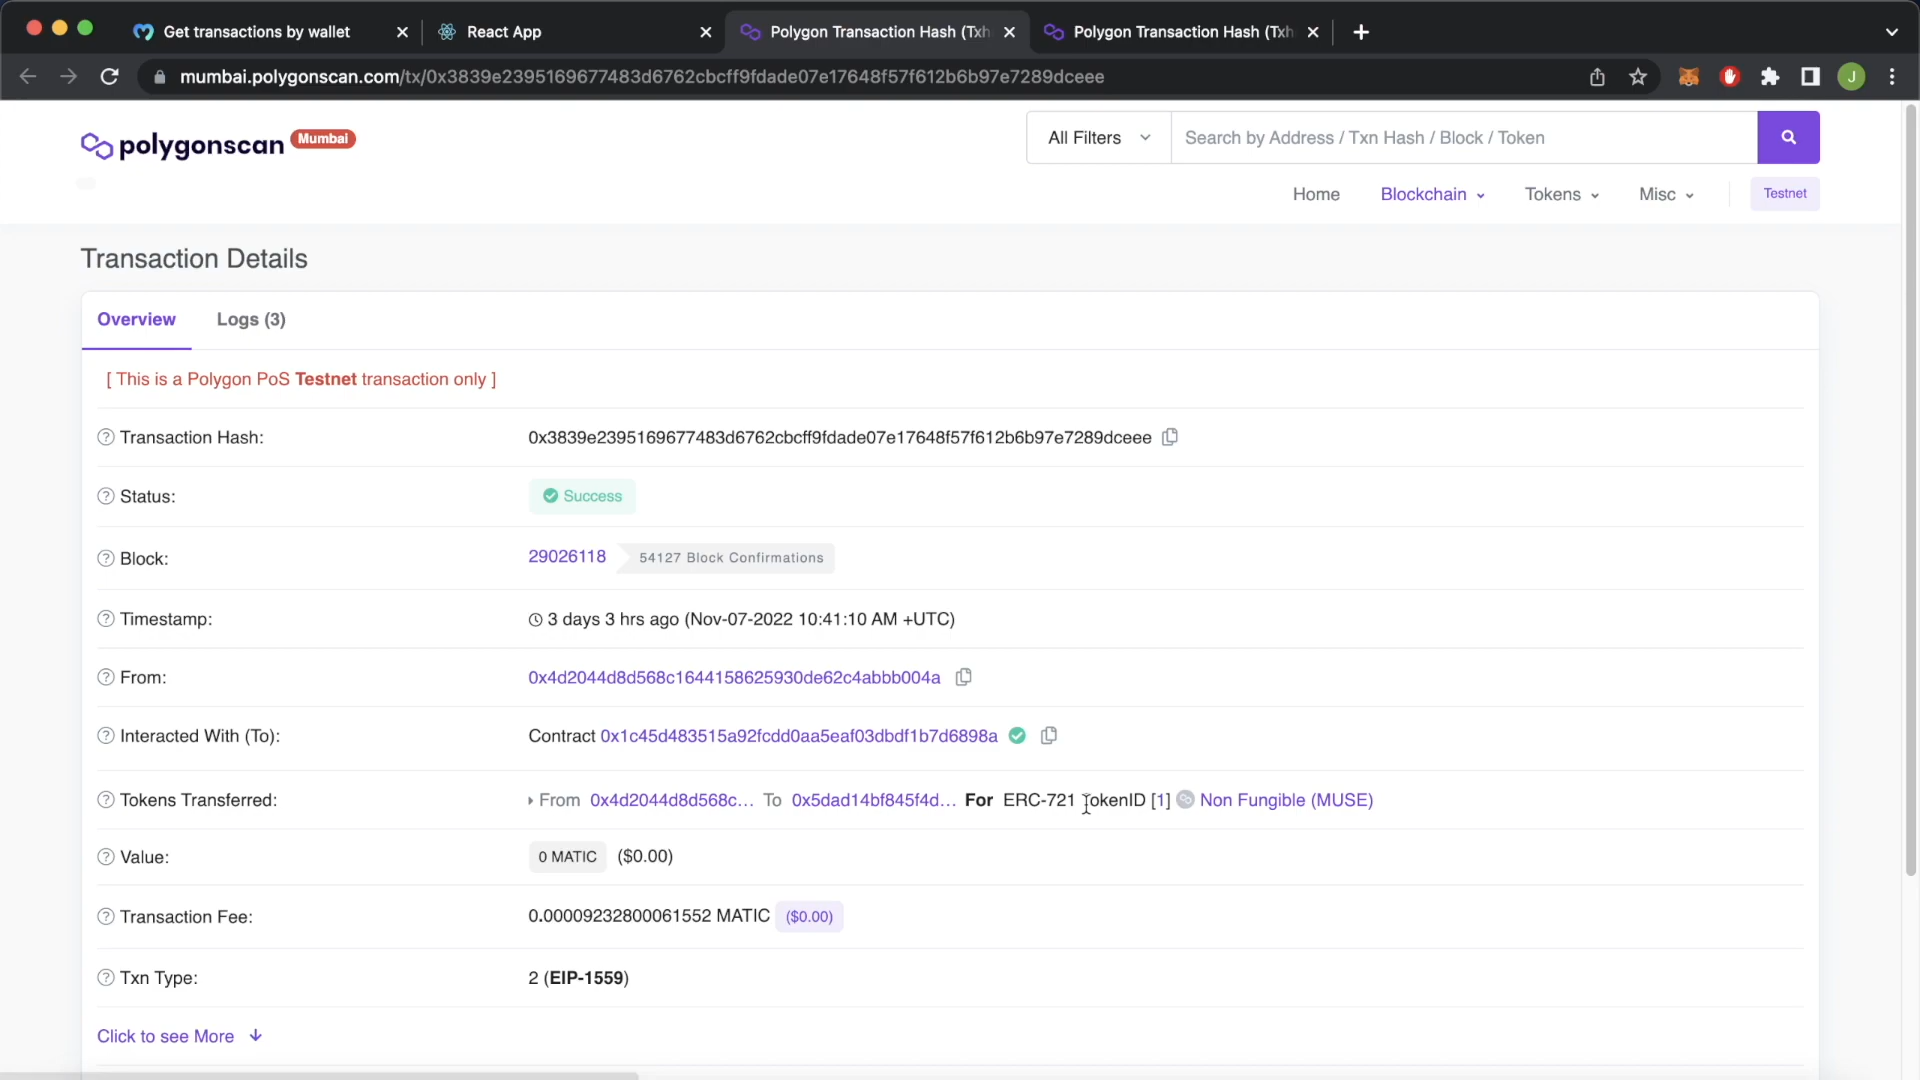 Get transactions by wallet
React App
Polygon Transaction Hash (Txh
Polygon Transaction Hash (Txh
mumbai.polygonscan.com/tx/0x3839e2395169677483d6762cbcff9fdade07e17648f57f612b6b97e7289dceee
J
polygonscan Mumbai
All Filters
Search by Address / Txn Hash / Block / Token
Home
Blockchain
Tokens
Misc
Testnet
Transaction Details
Overview
Logs (3)
[ This is a Polygon PoS Testnet transaction only ]
Transaction Hash: 0x3839e2395169677483d6762cbcff9fdade07e17648f57f612b6b97e7289dceee
Status: Success
Block: 29026118 54127 Block Confirmations
Timestamp: 3 days 3 hrs ago (Nov-07-2022 10:41:10 AM +UTC)
From: 0x4d2044d8d568c1644158625930de62c4abbb004a
Interacted With (To): Contract 0x1c45d483515a92fcdd0aa5eaf03dbdf1b7d6898a
Tokens Transferred: From 0x4d2044d8d568c... To 0x5dad14bf845f4d... For ERC-721 TokenID [1] Non Fungible (MUSE)
Value: 0 MATIC ($0.00)
Transaction Fee: 0.00009232800061552 MATIC ($0.00)
Txn Type: 2 (EIP-1559)
Click to see More